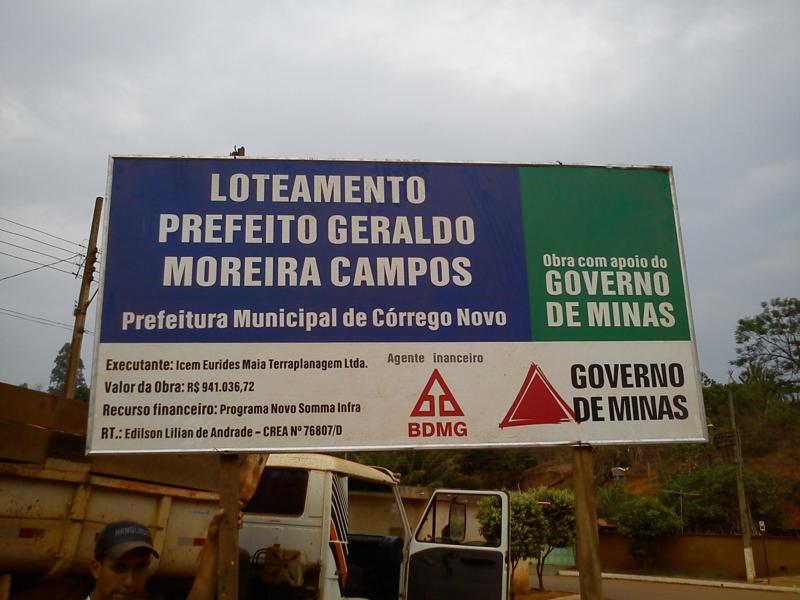 LOTEAMENTO
PREFEITO GERALDO
MOREIRA CAMPOS
Prefeitura Municipal de Córrego Novo
Obra com apoio do
GOVERNO
DE MINAS
Executante: Icem Eurides Maia Terraplanagem Ltda.
Valor da Obra: R$ 941.036,72
Recurso financeiro: Programa Novo Somma Infra
RT.: Edilson Lilian de Andrade – CREA Nº 76807/D
Agente inanceiro
BDMG
GOVERNO
DE MINAS